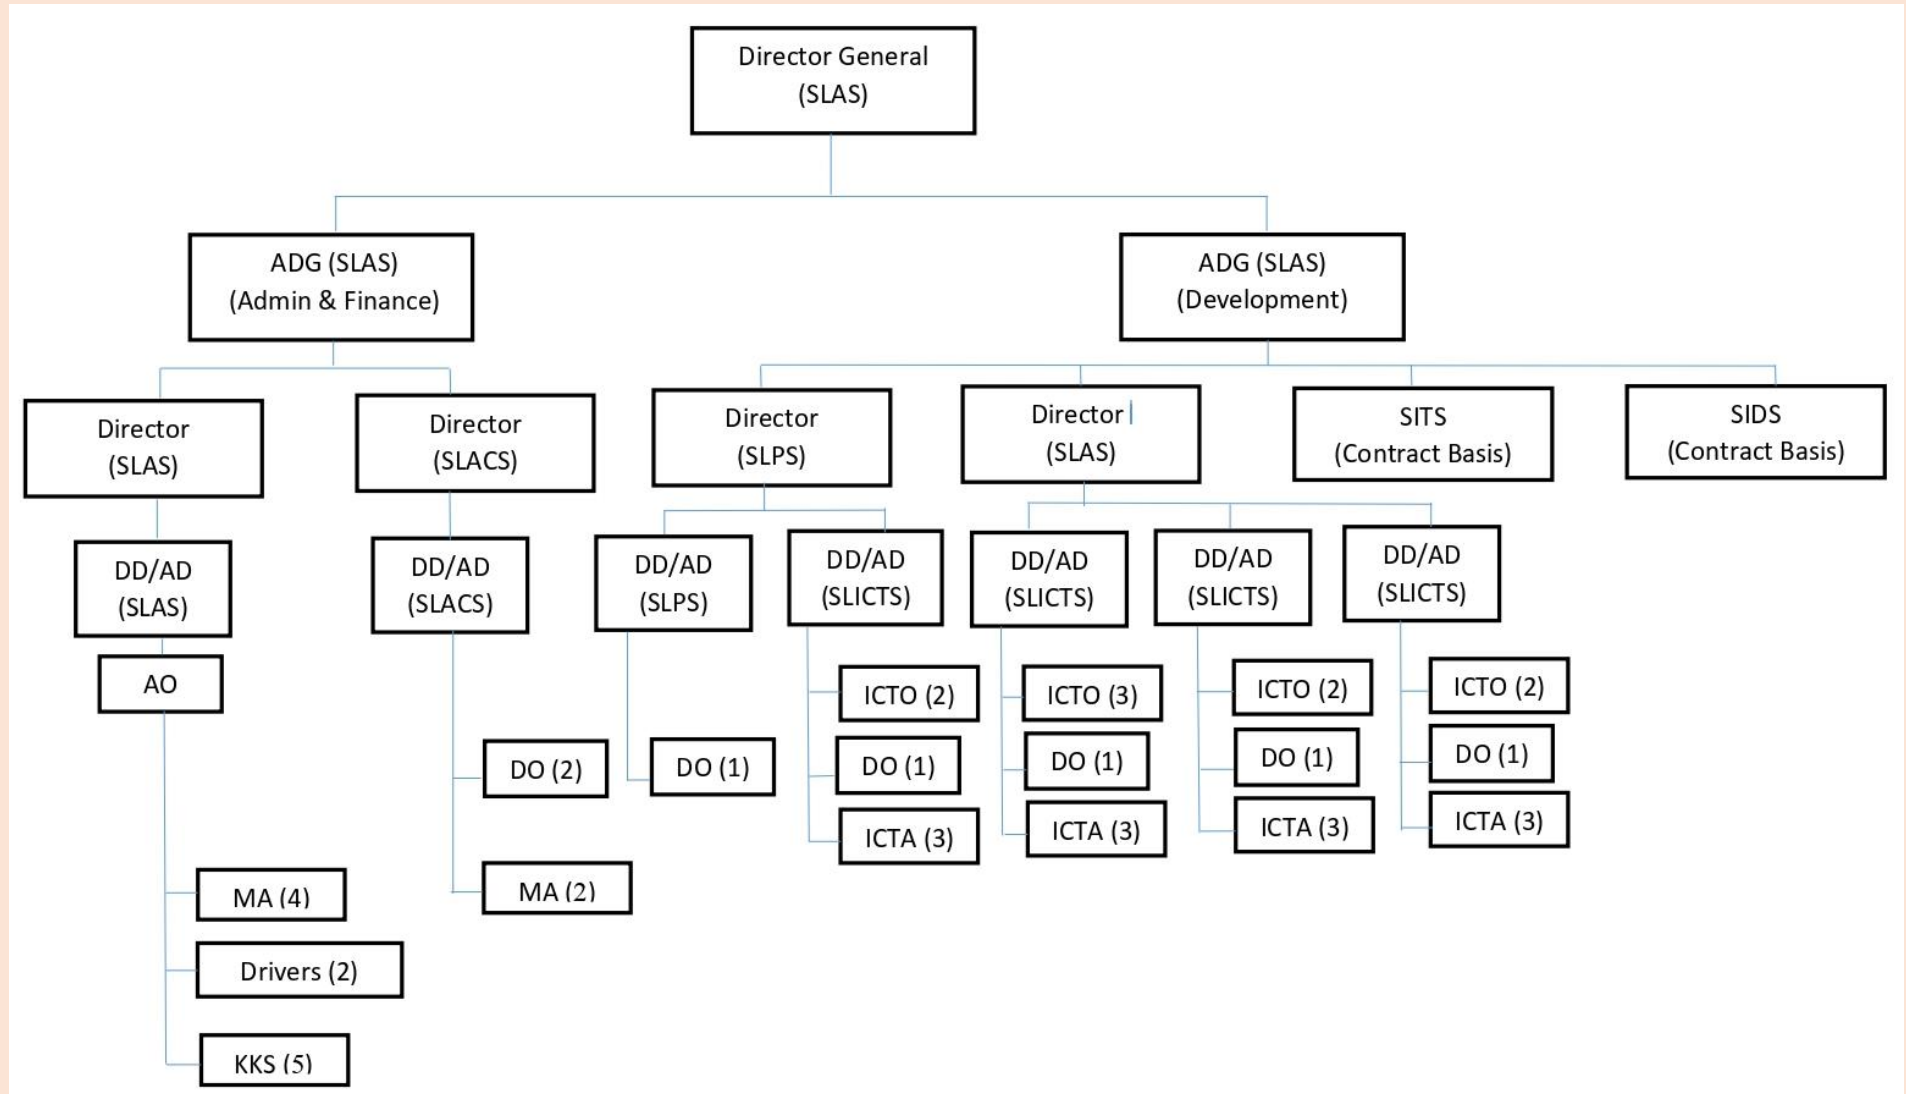 Director General
(SLAS)
ADG (SLAS)
(Admin & Finance)
ADG (SLAS)
(Development)
Director
(SLAS)
Director
(SLACS)
Director
(SLPS)
Director
(SLAS)
SITS
(Contract Basis)
SIDS
(Contract Basis)
DD/AD
(SLAS)
DD/AD
(SLACS)
DD/AD
(SLPS)
DD/AD
(SLICTS)
DD/AD
(SLICTS)
DD/AD
(SLICTS)
DD/AD
(SLICTS)
AO
MA (4)
Drivers (2)
KKS (5)
DO (2)
MA (2)
DO (1)
ICTO (2)
DO (1)
ICTA (3)
ICTO (3)
DO (1)
ICTA (3)
ICTO (2)
DO (1)
ICTA (3)
ICTO (2)
DO (1)
ICTA (3)